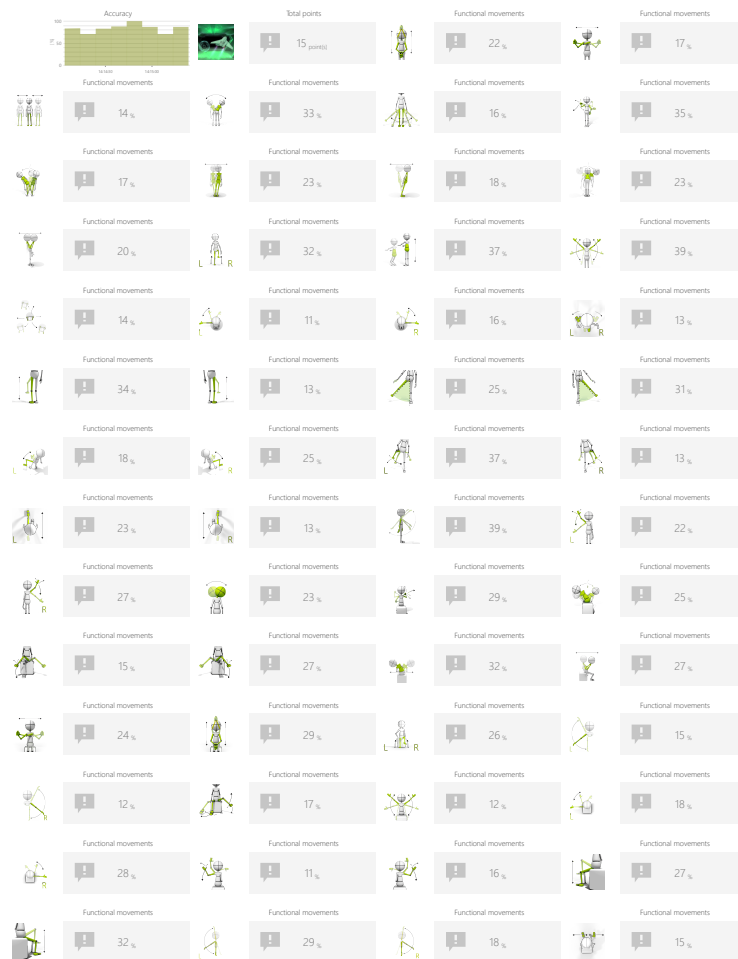 Accuracy
Total points
Functional movements
Functional movements
100
50
0
[ % ]
15 point(s)
22 %
17 %
Functional movements
Functional movements
Functional movements
Functional movements
14 %
33 %
16 %
35 %
Functional movements
Functional movements
Functional movements
Functional movements
17 %
23 %
18 %
23 %
Functional movements
Functional movements
Functional movements
Functional movements
20 %
L R
32 %
37 %
39 %
Functional movements
Functional movements
Functional movements
Functional movements
14 %
L
11 %
R
16 %
L R
13 %
Functional movements
Functional movements
Functional movements
Functional movements
34 %
13 %
25 %
31 %
Functional movements
Functional movements
Functional movements
Functional movements
L
18 %
R
25 %
L
37 %
R
13 %
Functional movements
Functional movements
Functional movements
Functional movements
L
23 %
R
13 %
39 %
L
22 %
Functional movements
Functional movements
Functional movements
Functional movements
R
27 %
23 %
29 %
25 %
Functional movements
Functional movements
Functional movements
Functional movements
15 %
27 %
32 %
27 %
Functional movements
Functional movements
Functional movements
Functional movements
24 %
29 %
L R
26 %
L
15 %
Functional movements
Functional movements
Functional movements
Functional movements
R
12 %
17 %
12 %
L
18 %
Functional movements
Functional movements
Functional movements
Functional movements
R
28 %
11 %
16 %
27 %
Functional movements
Functional movements
Functional movements
Functional movements
32 %
L
29 %
R
18 %
15 %